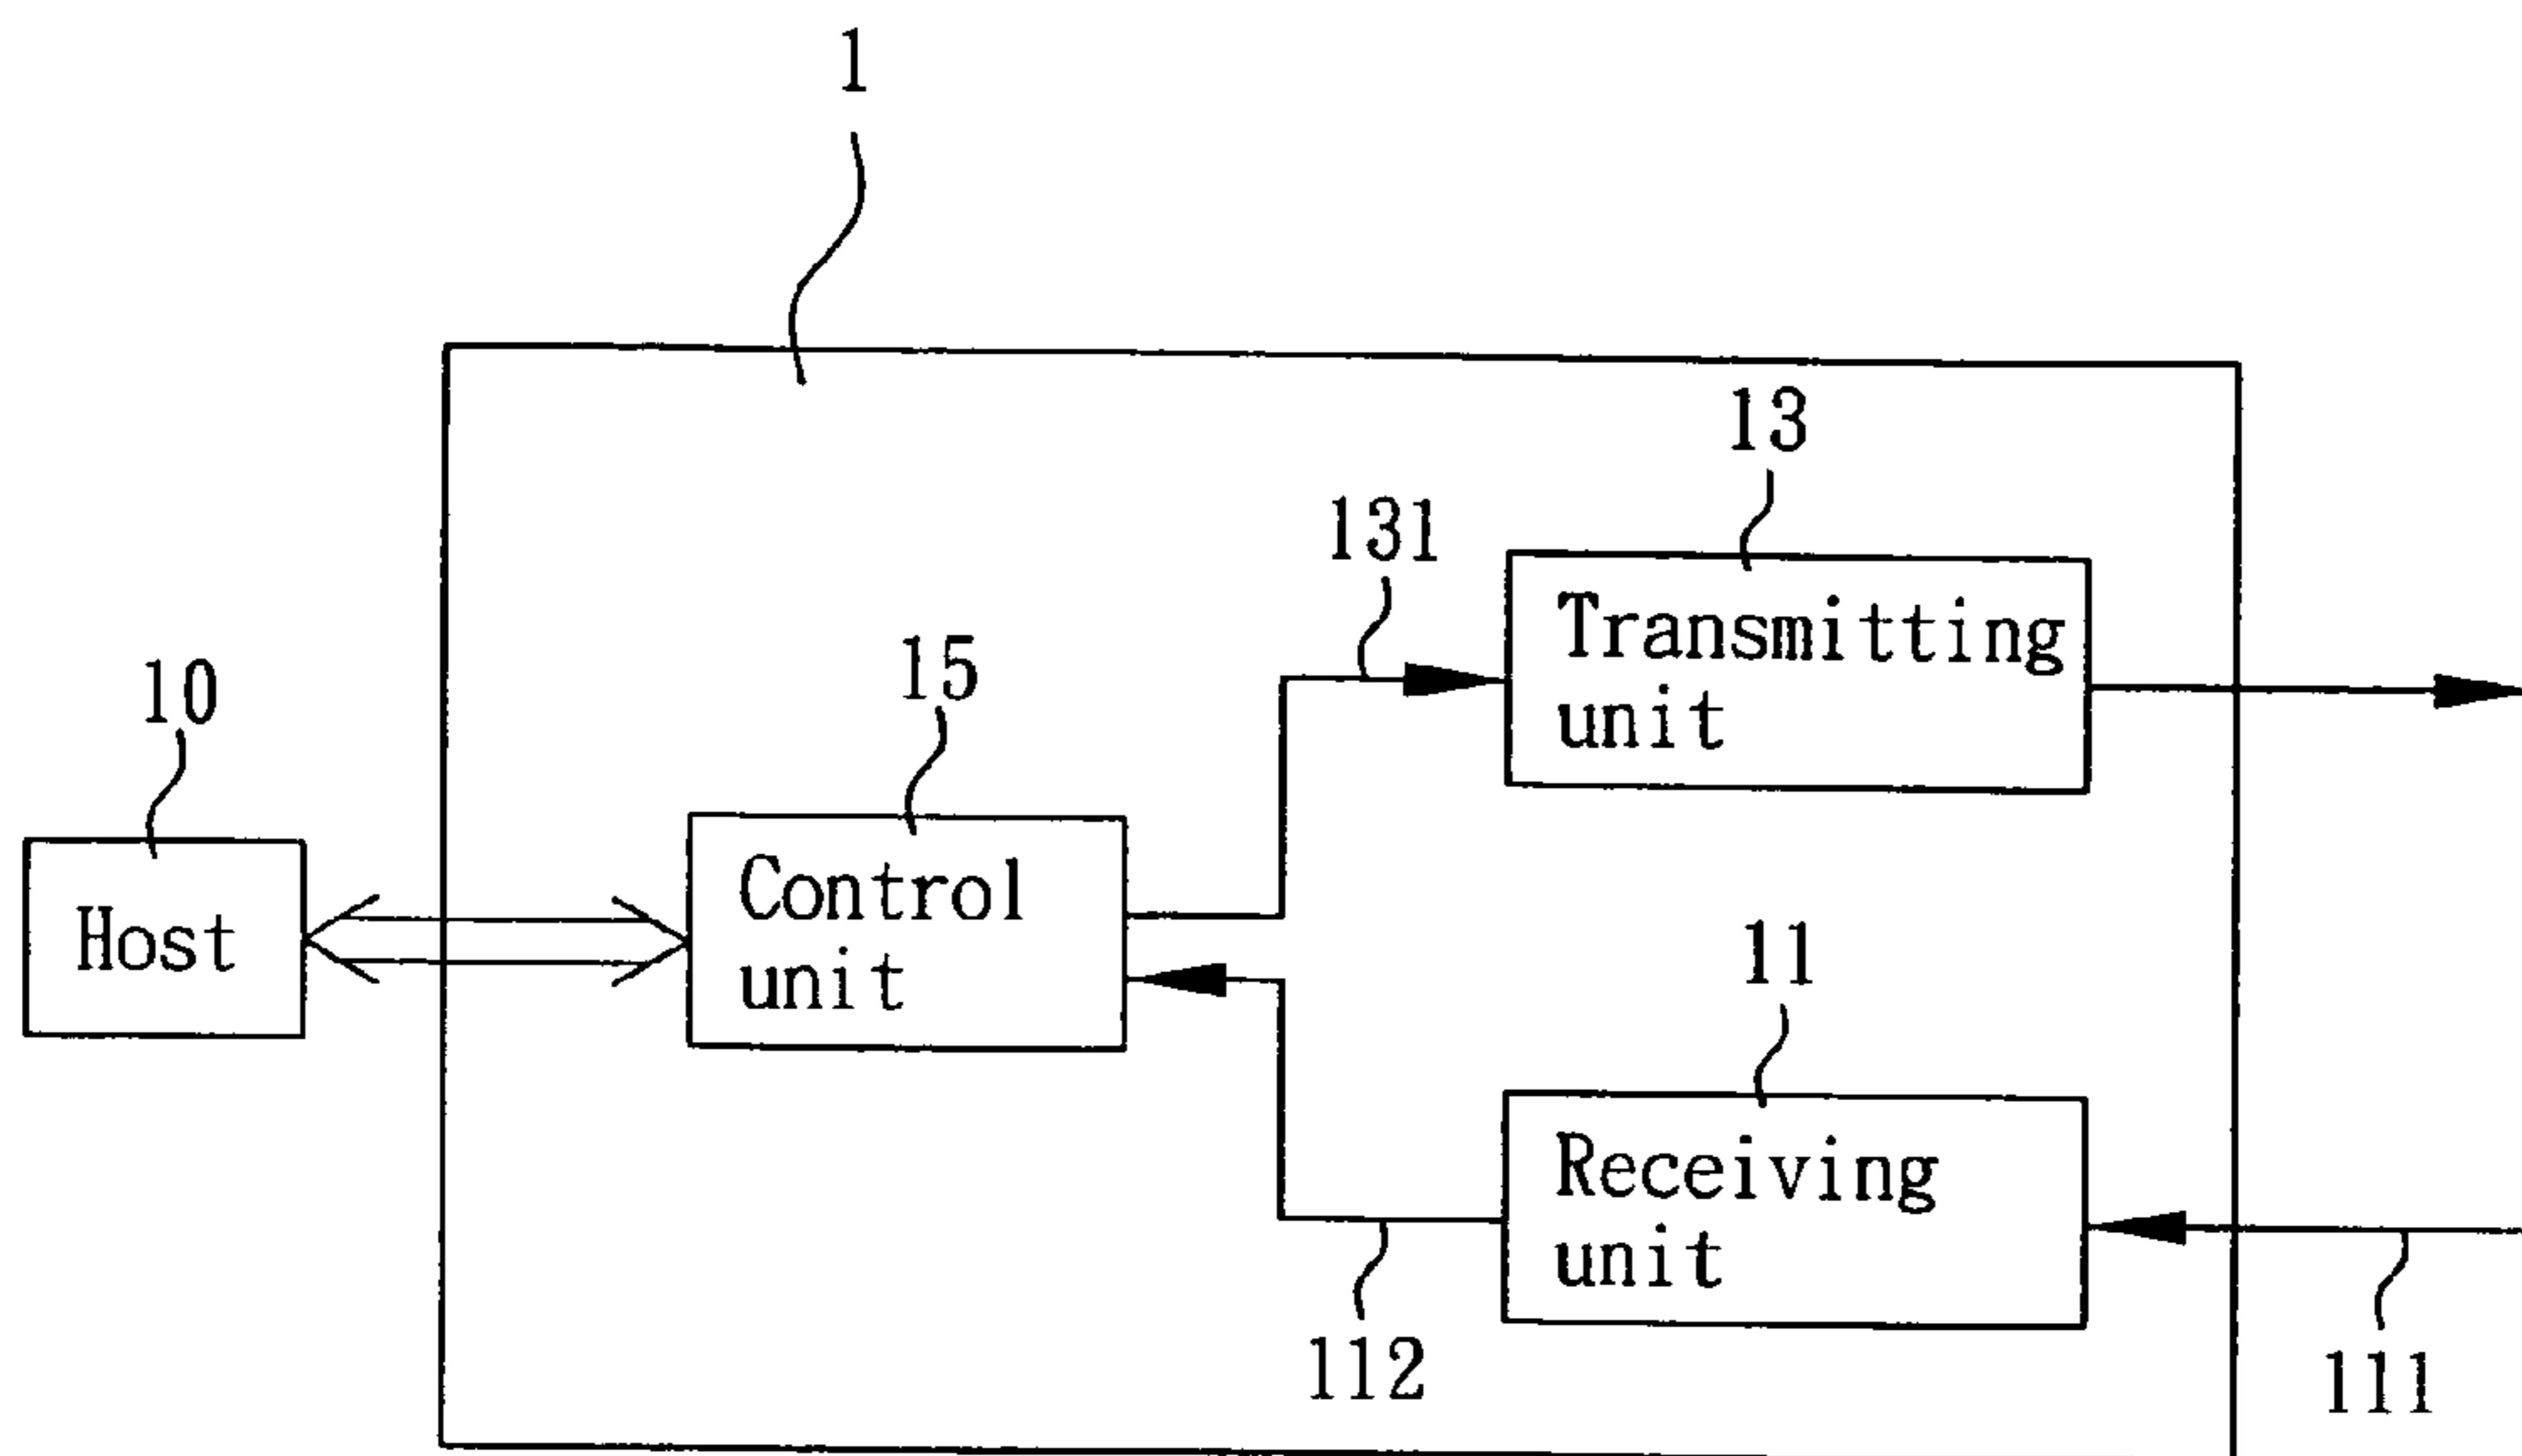 1
13
131
Transmitting
unit
15
10
Control
unit
Host
11
Receiving
unit
112
111